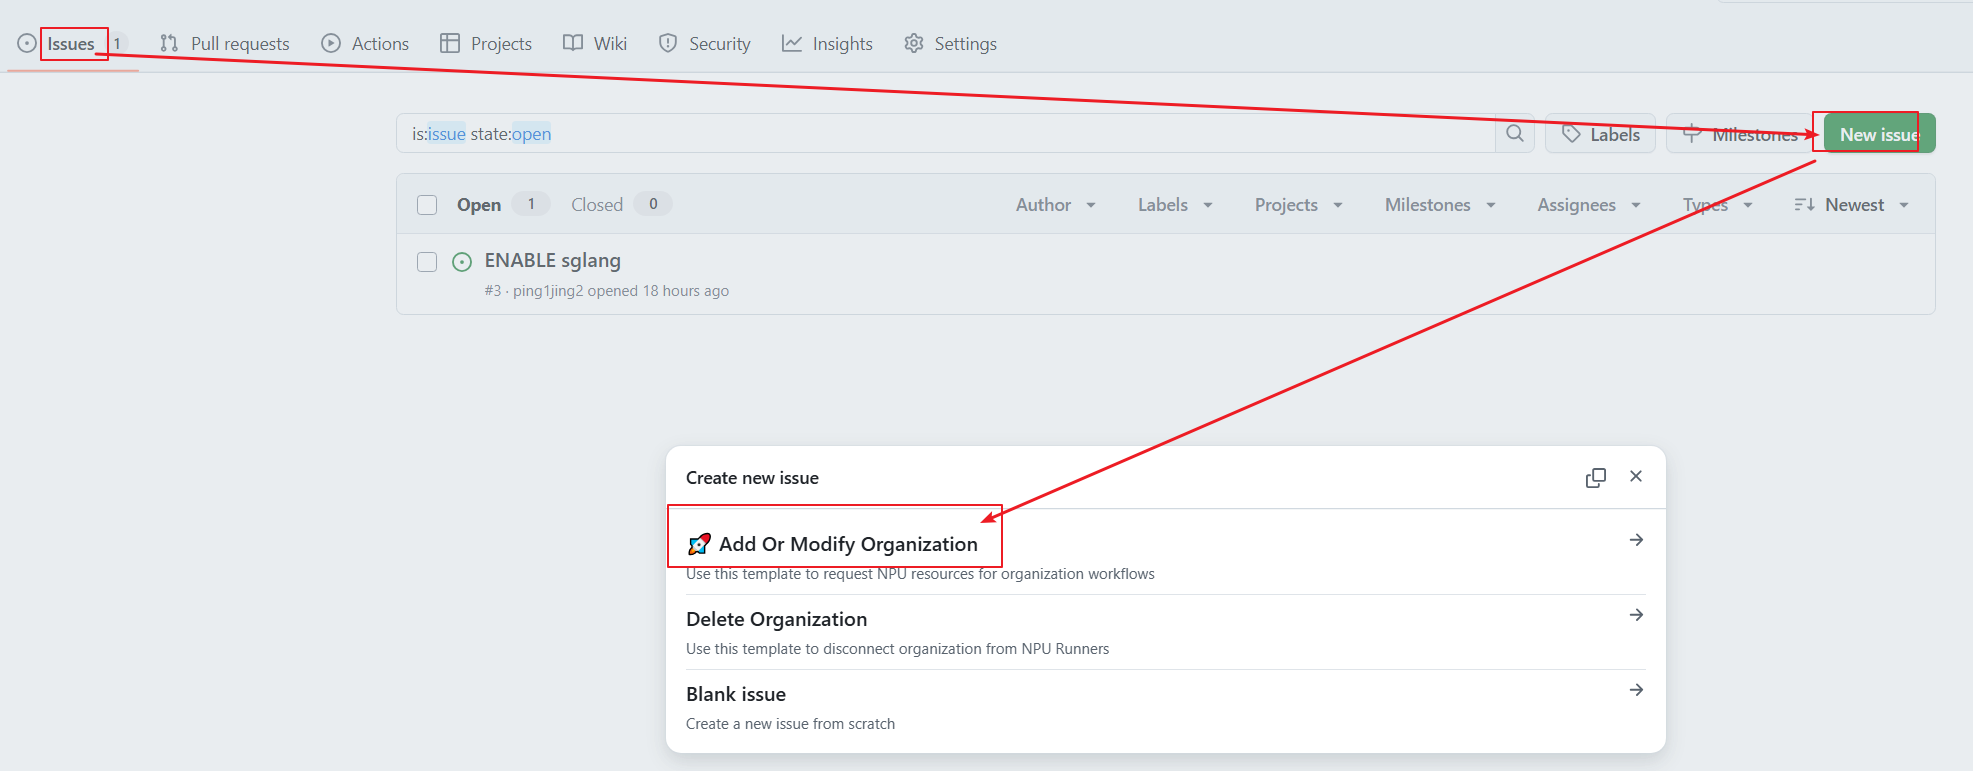 Issues 1 Pull requests Actions Projects Wiki Security Insights Settings
is:issue state:open Labels Milestones New issue
Open 1 Closed 0 Author Labels Projects Milestones Assignees Types Newest
ENABLE sglang
#3 · ping1jing2 opened 18 hours ago
Create new issue
🚀 Add Or Modify Organization
Use this template to request NPU resources for organization workflows
Delete Organization
Use this template to disconnect organization from NPU Runners
Blank issue
Create a new issue from scratch